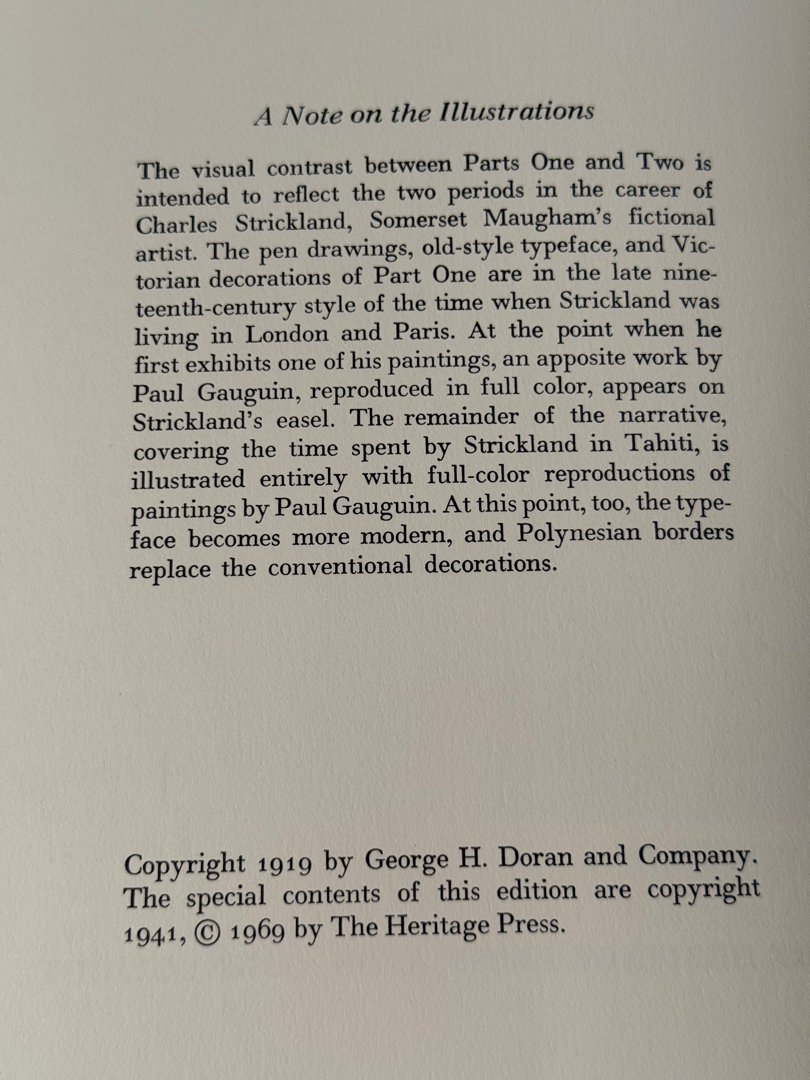 A Note on the Illustrations
The visual contrast between Parts One and Two is
intended to reflect the two periods in the career of
Charles Strickland, Somerset Maugham's fictional
artist. The pen drawings, old-style typeface, and Vic-
torian decorations of Part One are in the late nine-
teenth-century style of the time when Strickland was
living in London and Paris. At the point when he
first exhibits one of his paintings, an apposite work by
Paul Gauguin, reproduced in full color, appears on
Strickland's easel. The remainder of the narrative,
covering the time spent by Strickland in Tahiti, is
illustrated entirely with full-color reproductions of
paintings by Paul Gauguin. At this point, too, the type-
face becomes more modern, and Polynesian borders
replace the conventional decorations.
Copyright 1919 by George H. Doran and Company.
The special contents of this edition are copyright
1941, © 1969 by The Heritage Press.